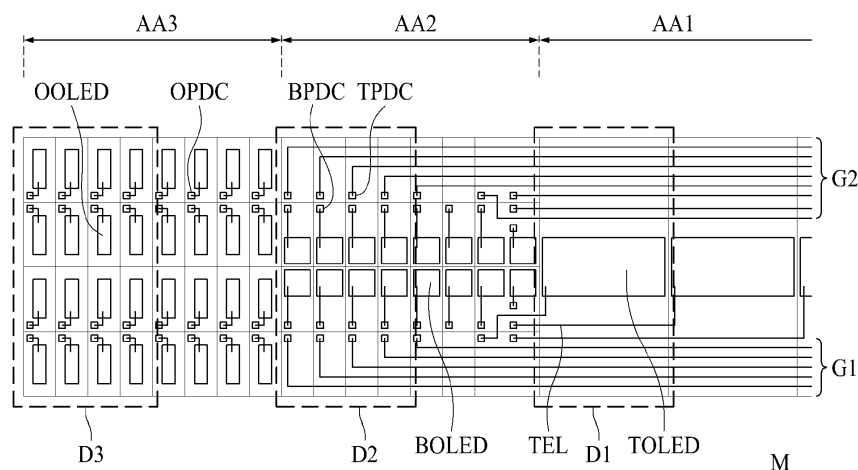 AA3 AA2 AA1
OOLED OPDC BPDC TPDC
G2
G1
D3 D2 BOLED TEL D1 TOLED
M